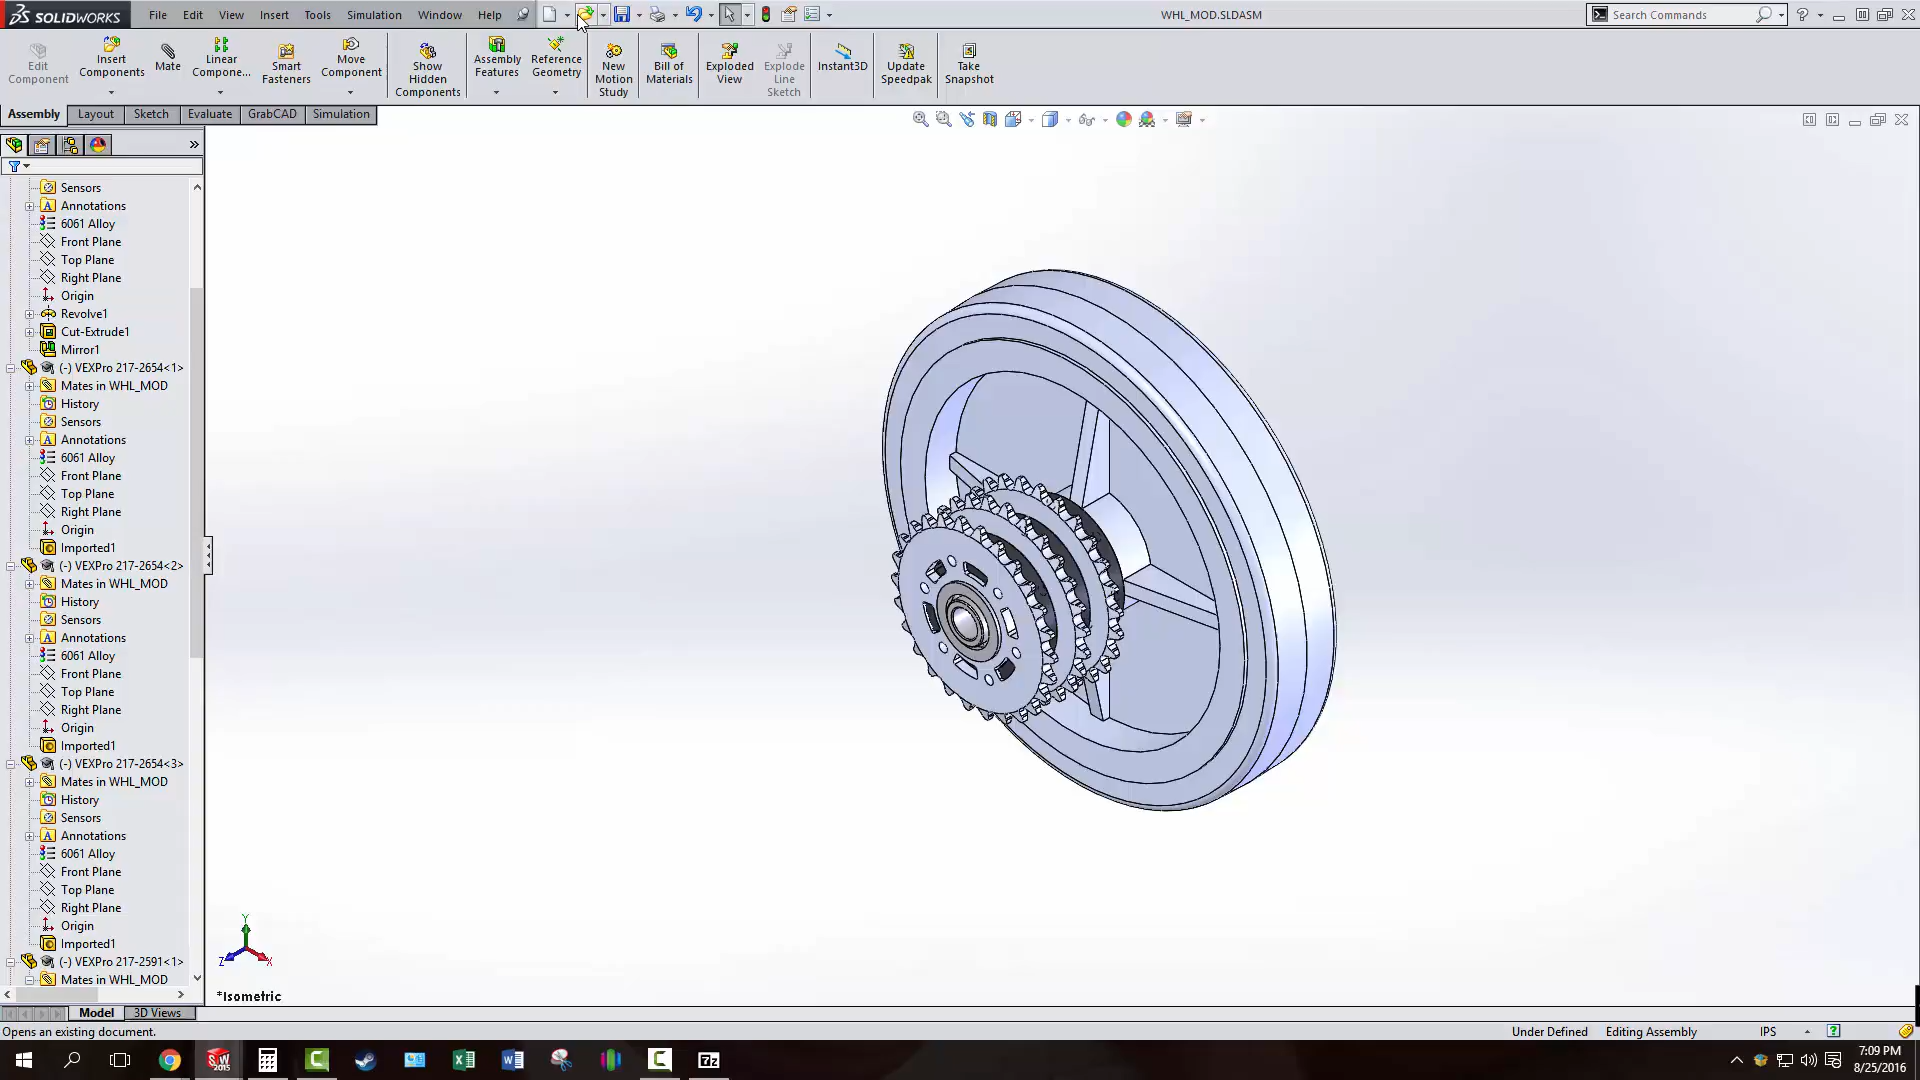 SOLIDWORKS
File Edit View Insert Tools Simulation Window Help
WHL_MOD.SLDASM
Search Commands
Edit Component
Insert Components
Mate
Linear Compone...
Smart Fasteners
Move Component
Show Hidden Components
Assembly Features
Reference Geometry
New Motion Study
Bill of Materials
Exploded View
Explode Line Sketch
Instant3D
Update Speedpak
Take Snapshot
Assembly Layout Sketch Evaluate GrabCAD Simulation
Sensors
Annotations
6061 Alloy
Front Plane
Top Plane
Right Plane
Origin
Revolve1
Cut-Extrude1
Mirror1
(-) VEXPro 217-2654<1>
Mates in WHL_MOD
History
Sensors
Annotations
6061 Alloy
Front Plane
Top Plane
Right Plane
Origin
Imported1
(-) VEXPro 217-2654<2>
Mates in WHL_MOD
History
Sensors
Annotations
6061 Alloy
Front Plane
Top Plane
Right Plane
Origin
Imported1
(-) VEXPro 217-2654<3>
Mates in WHL_MOD
History
Sensors
Annotations
6061 Alloy
Front Plane
Top Plane
Right Plane
Origin
Imported1
(-) VEXPro 217-2591<1>
Mates in WHL_MOD
Y
Z
X
*Isometric
Model 3D Views
Opens an existing document.
Under Defined Editing Assembly IPS
7:09 PM
8/25/2016